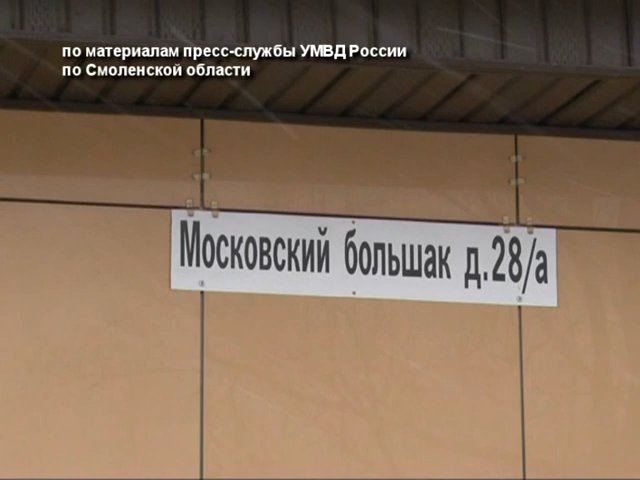 по материалам пресс-службы УМВД России
по Смоленской области
Московский большак д.28/а